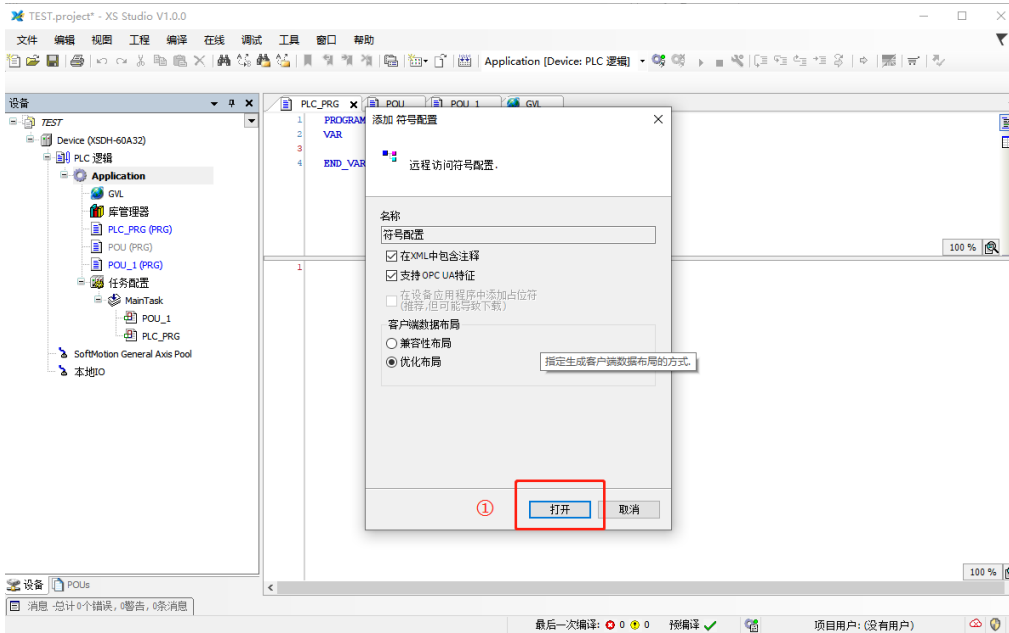 TEST.project* - XS Studio V1.0.0
文件 编辑 视图 工程 编译 在线 调试 工具 窗口 帮助
Application [Device: PLC 逻辑]
设备
TEST
Device (XSDH-60A32)
PLC 逻辑
Application
GVL
库管理器
PLC_PRG (PRG)
POU (PRG)
POU_1 (PRG)
任务配置
MainTask
POU_1
PLC_PRG
SoftMotion General Axis Pool
本地IO
设备 POUs
PLC_PRG POU POU_1 GVL
1 PROGRAM
2 VAR
3
4 END_VAR
100 %
1
100 %
添加 符号配置
远程访问符号配置.
名称
符号配置
在XML中包含注释
支持 OPC UA特征
在设备应用程序中添加占位符
(推荐,但可能导致下载)
客户端数据布局
兼容性布局
优化布局
指定生成客户端数据布局的方式.
① 打开 取消
消息 -总计0个错误, 0警告, 0条消息
最后一次编译: 0 0 预编译 项目用户: (没有用户)